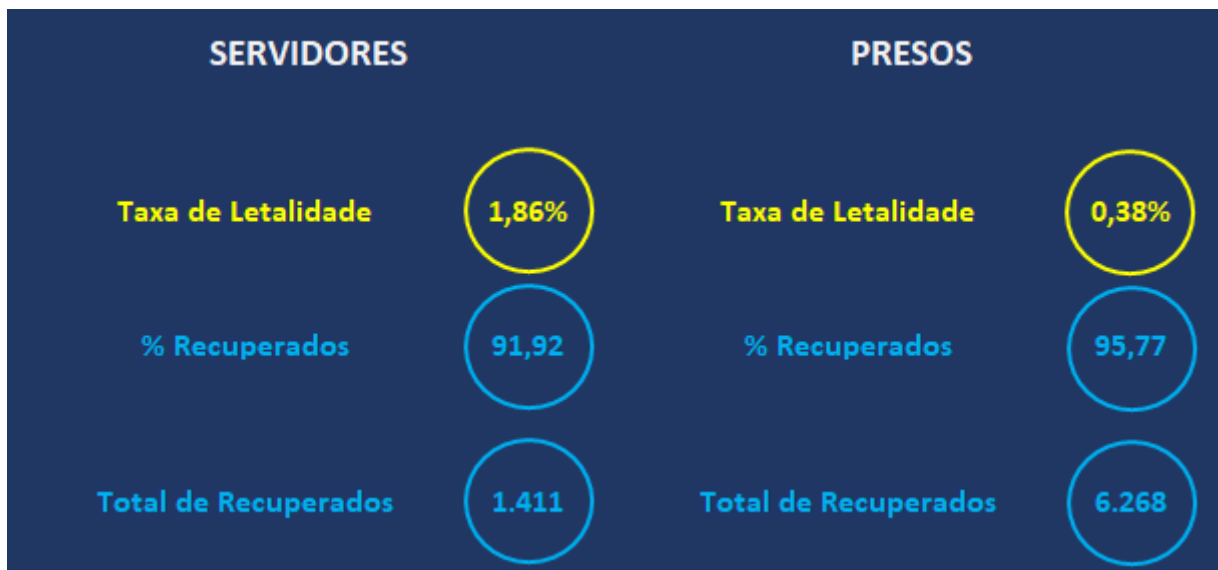 SERVIDORES
PRESOS
Taxa de Letalidade 1,86%
Taxa de Letalidade 0,38%
% Recuperados 91,92
% Recuperados 95,77
Total de Recuperados 1.411
Total de Recuperados 6.268